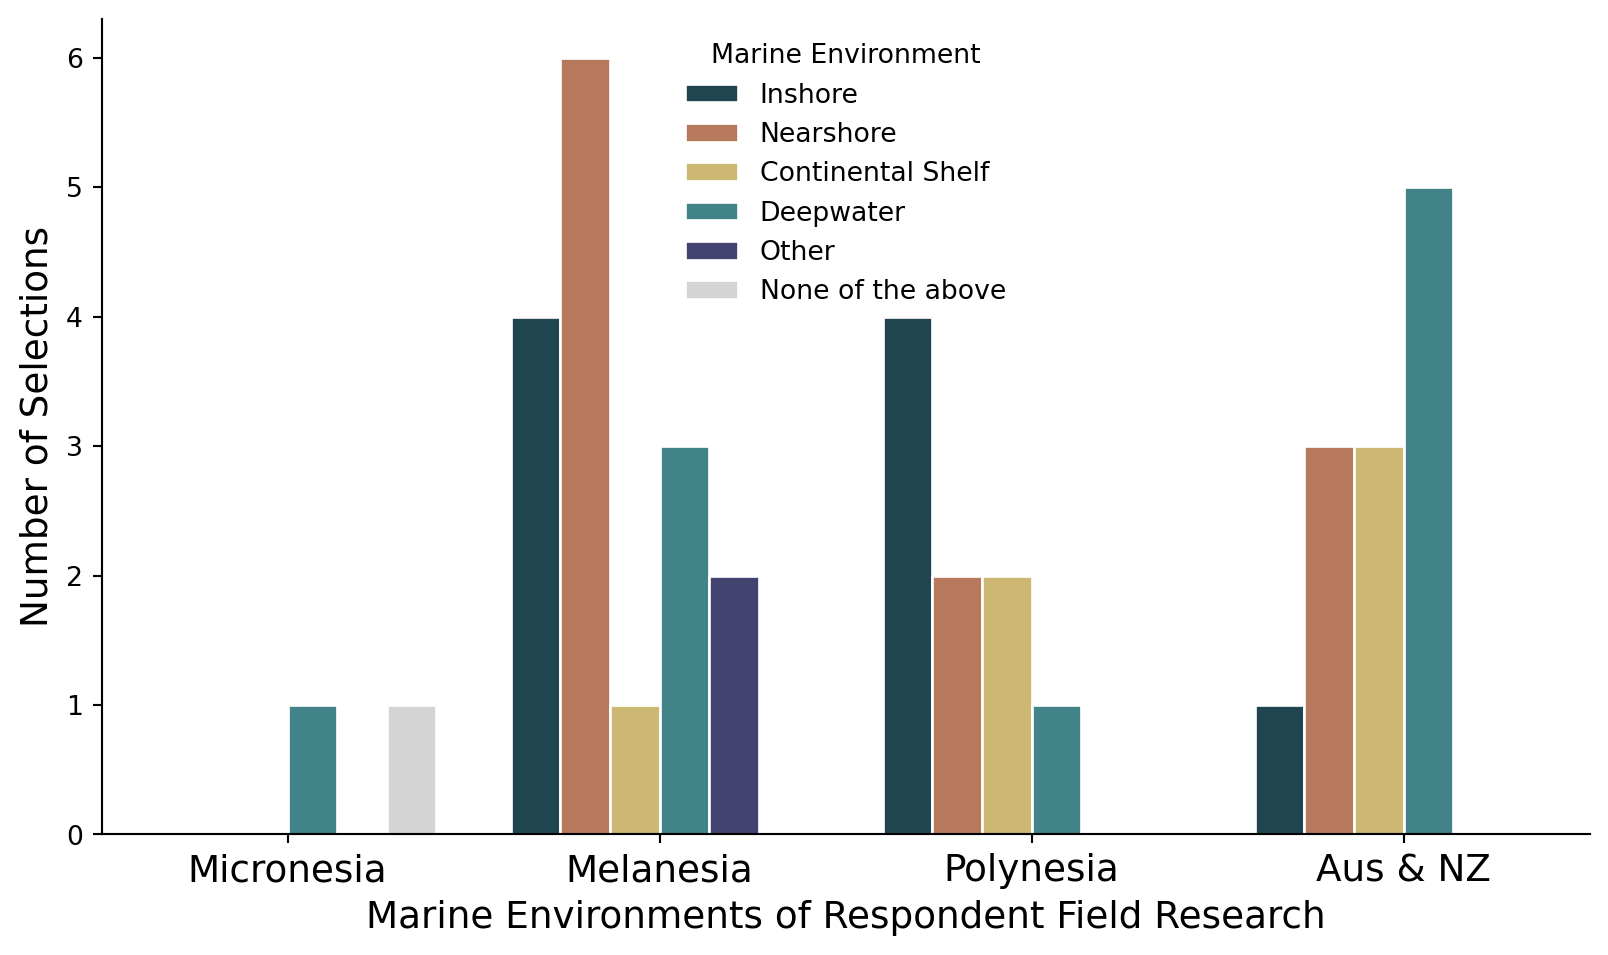 Number of Selections
6
5
4
3
2
1
0
Marine Environment
Inshore
Nearshore
Continental Shelf
Deepwater
Other
None of the above
Micronesia
Melanesia
Polynesia
Aus & NZ
Marine Environments of Respondent Field Research